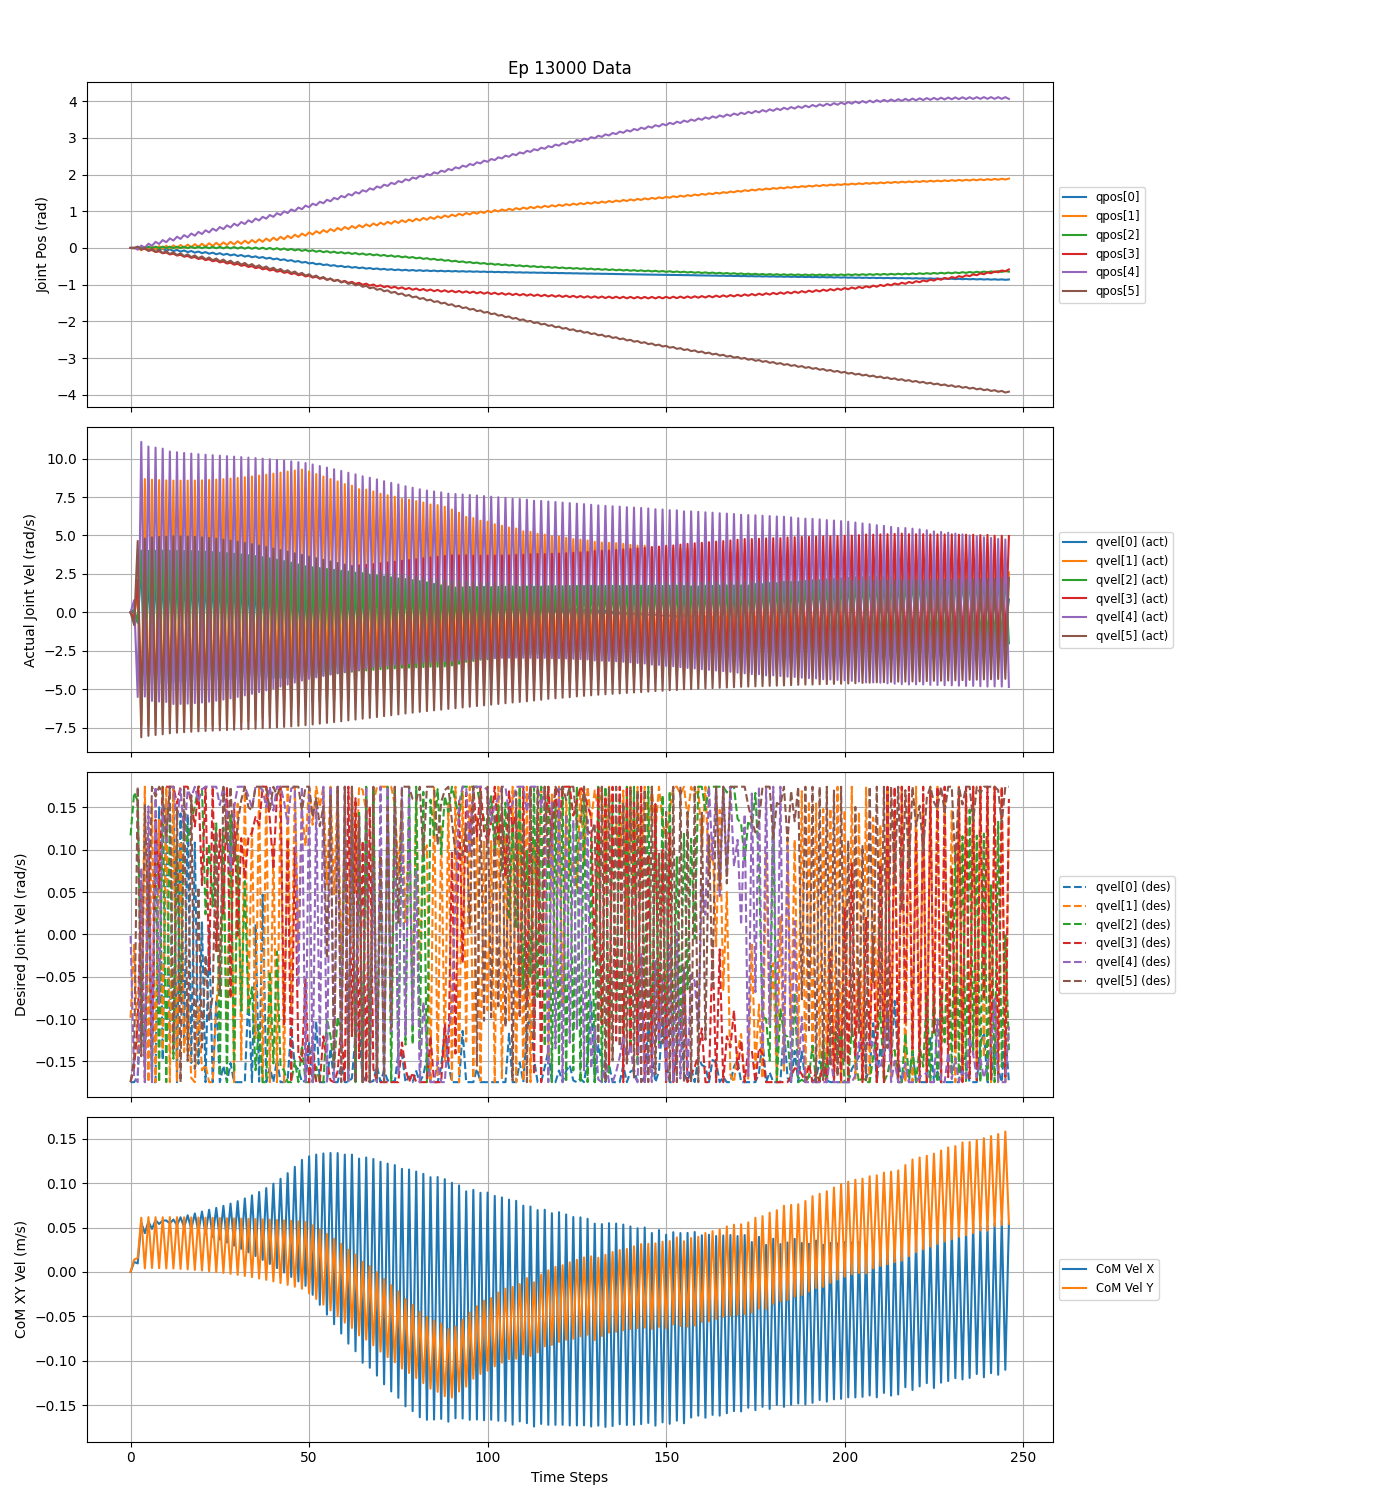 Ep 13000 Data
4
3
2
1
0
−1
−2
−3
−4
Joint Pos (rad)
qpos[0]
qpos[1]
qpos[2]
qpos[3]
qpos[4]
qpos[5]
10.0
7.5
5.0
2.5
0.0
−2.5
−5.0
−7.5
Actual Joint Vel (rad/s)
qvel[0] (act)
qvel[1] (act)
qvel[2] (act)
qvel[3] (act)
qvel[4] (act)
qvel[5] (act)
0.15
0.10
0.05
0.00
−0.05
−0.10
−0.15
Desired Joint Vel (rad/s)
qvel[0] (des)
qvel[1] (des)
qvel[2] (des)
qvel[3] (des)
qvel[4] (des)
qvel[5] (des)
0.15
0.10
0.05
0.00
−0.05
−0.10
−0.15
CoM XY Vel (m/s)
CoM Vel X
CoM Vel Y
0 50 100 150 200 250
Time Steps